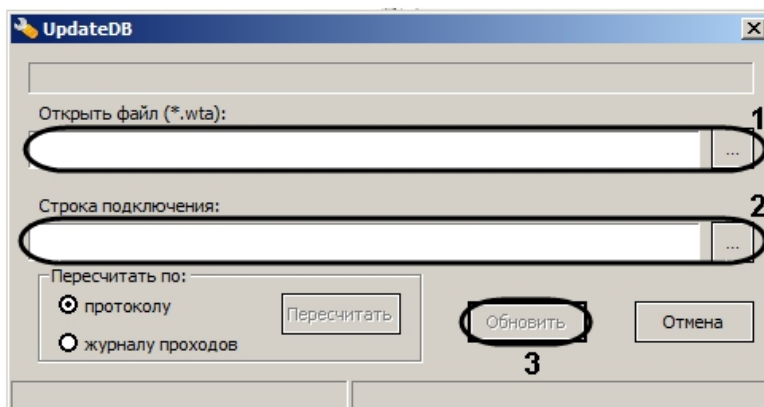 UpdateDB
Открыть файл (*.wta):
1
...
Строка подключения:
2
...
Пересчитать по:
протоколу
журналу проходов
Пересчитать
Обновить
Отмена
3